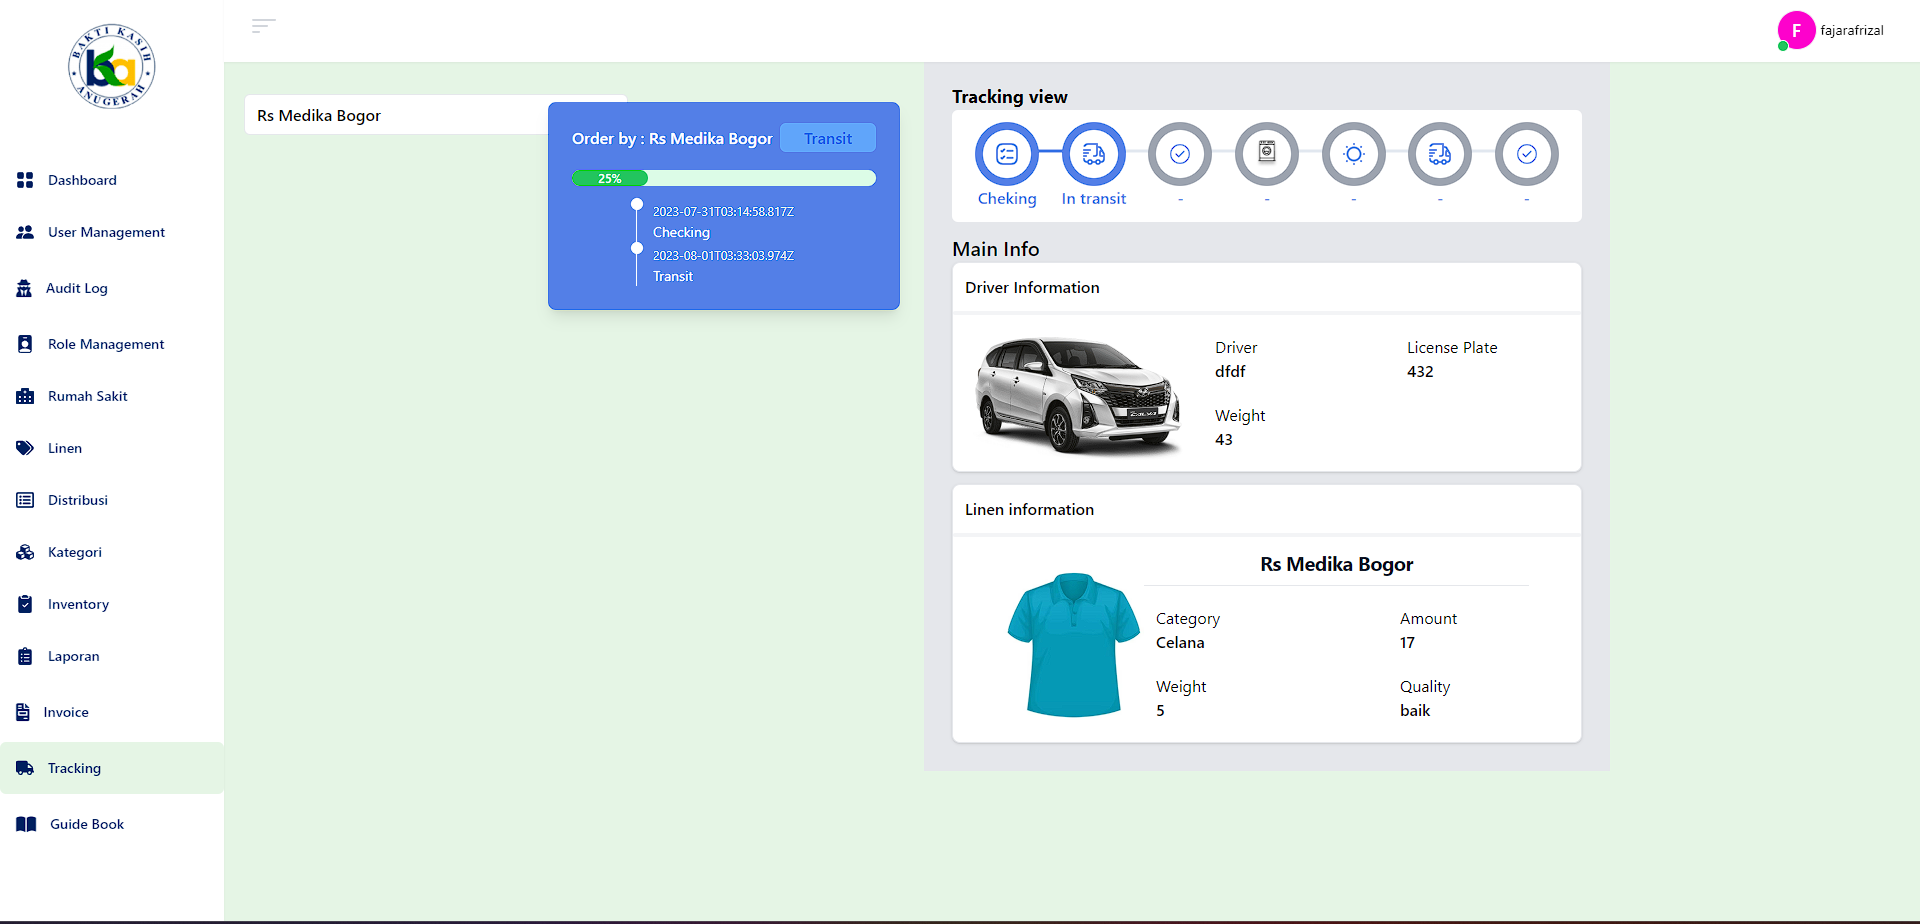 BAKTI KASIH
ba
ANUGERAH
fajarafrizal
F
Dashboard
User Management
Audit Log
Role Management
Rumah Sakit
Linen
Distribusi
Kategori
Inventory
Laporan
Invoice
Tracking
Guide Book
Rs Medika Bogor
Order by : Rs Medika Bogor
Transit
25%
2023-07-31T03:14:58.817Z
Checking
2023-08-01T03:33:03.974Z
Transit
Tracking view
Cheking
In transit
-
-
-
-
-
Main Info
Driver Information
Driver
dfdf
License Plate
432
Weight
43
Linen information
Rs Medika Bogor
Category
Celana
Amount
17
Weight
5
Quality
baik